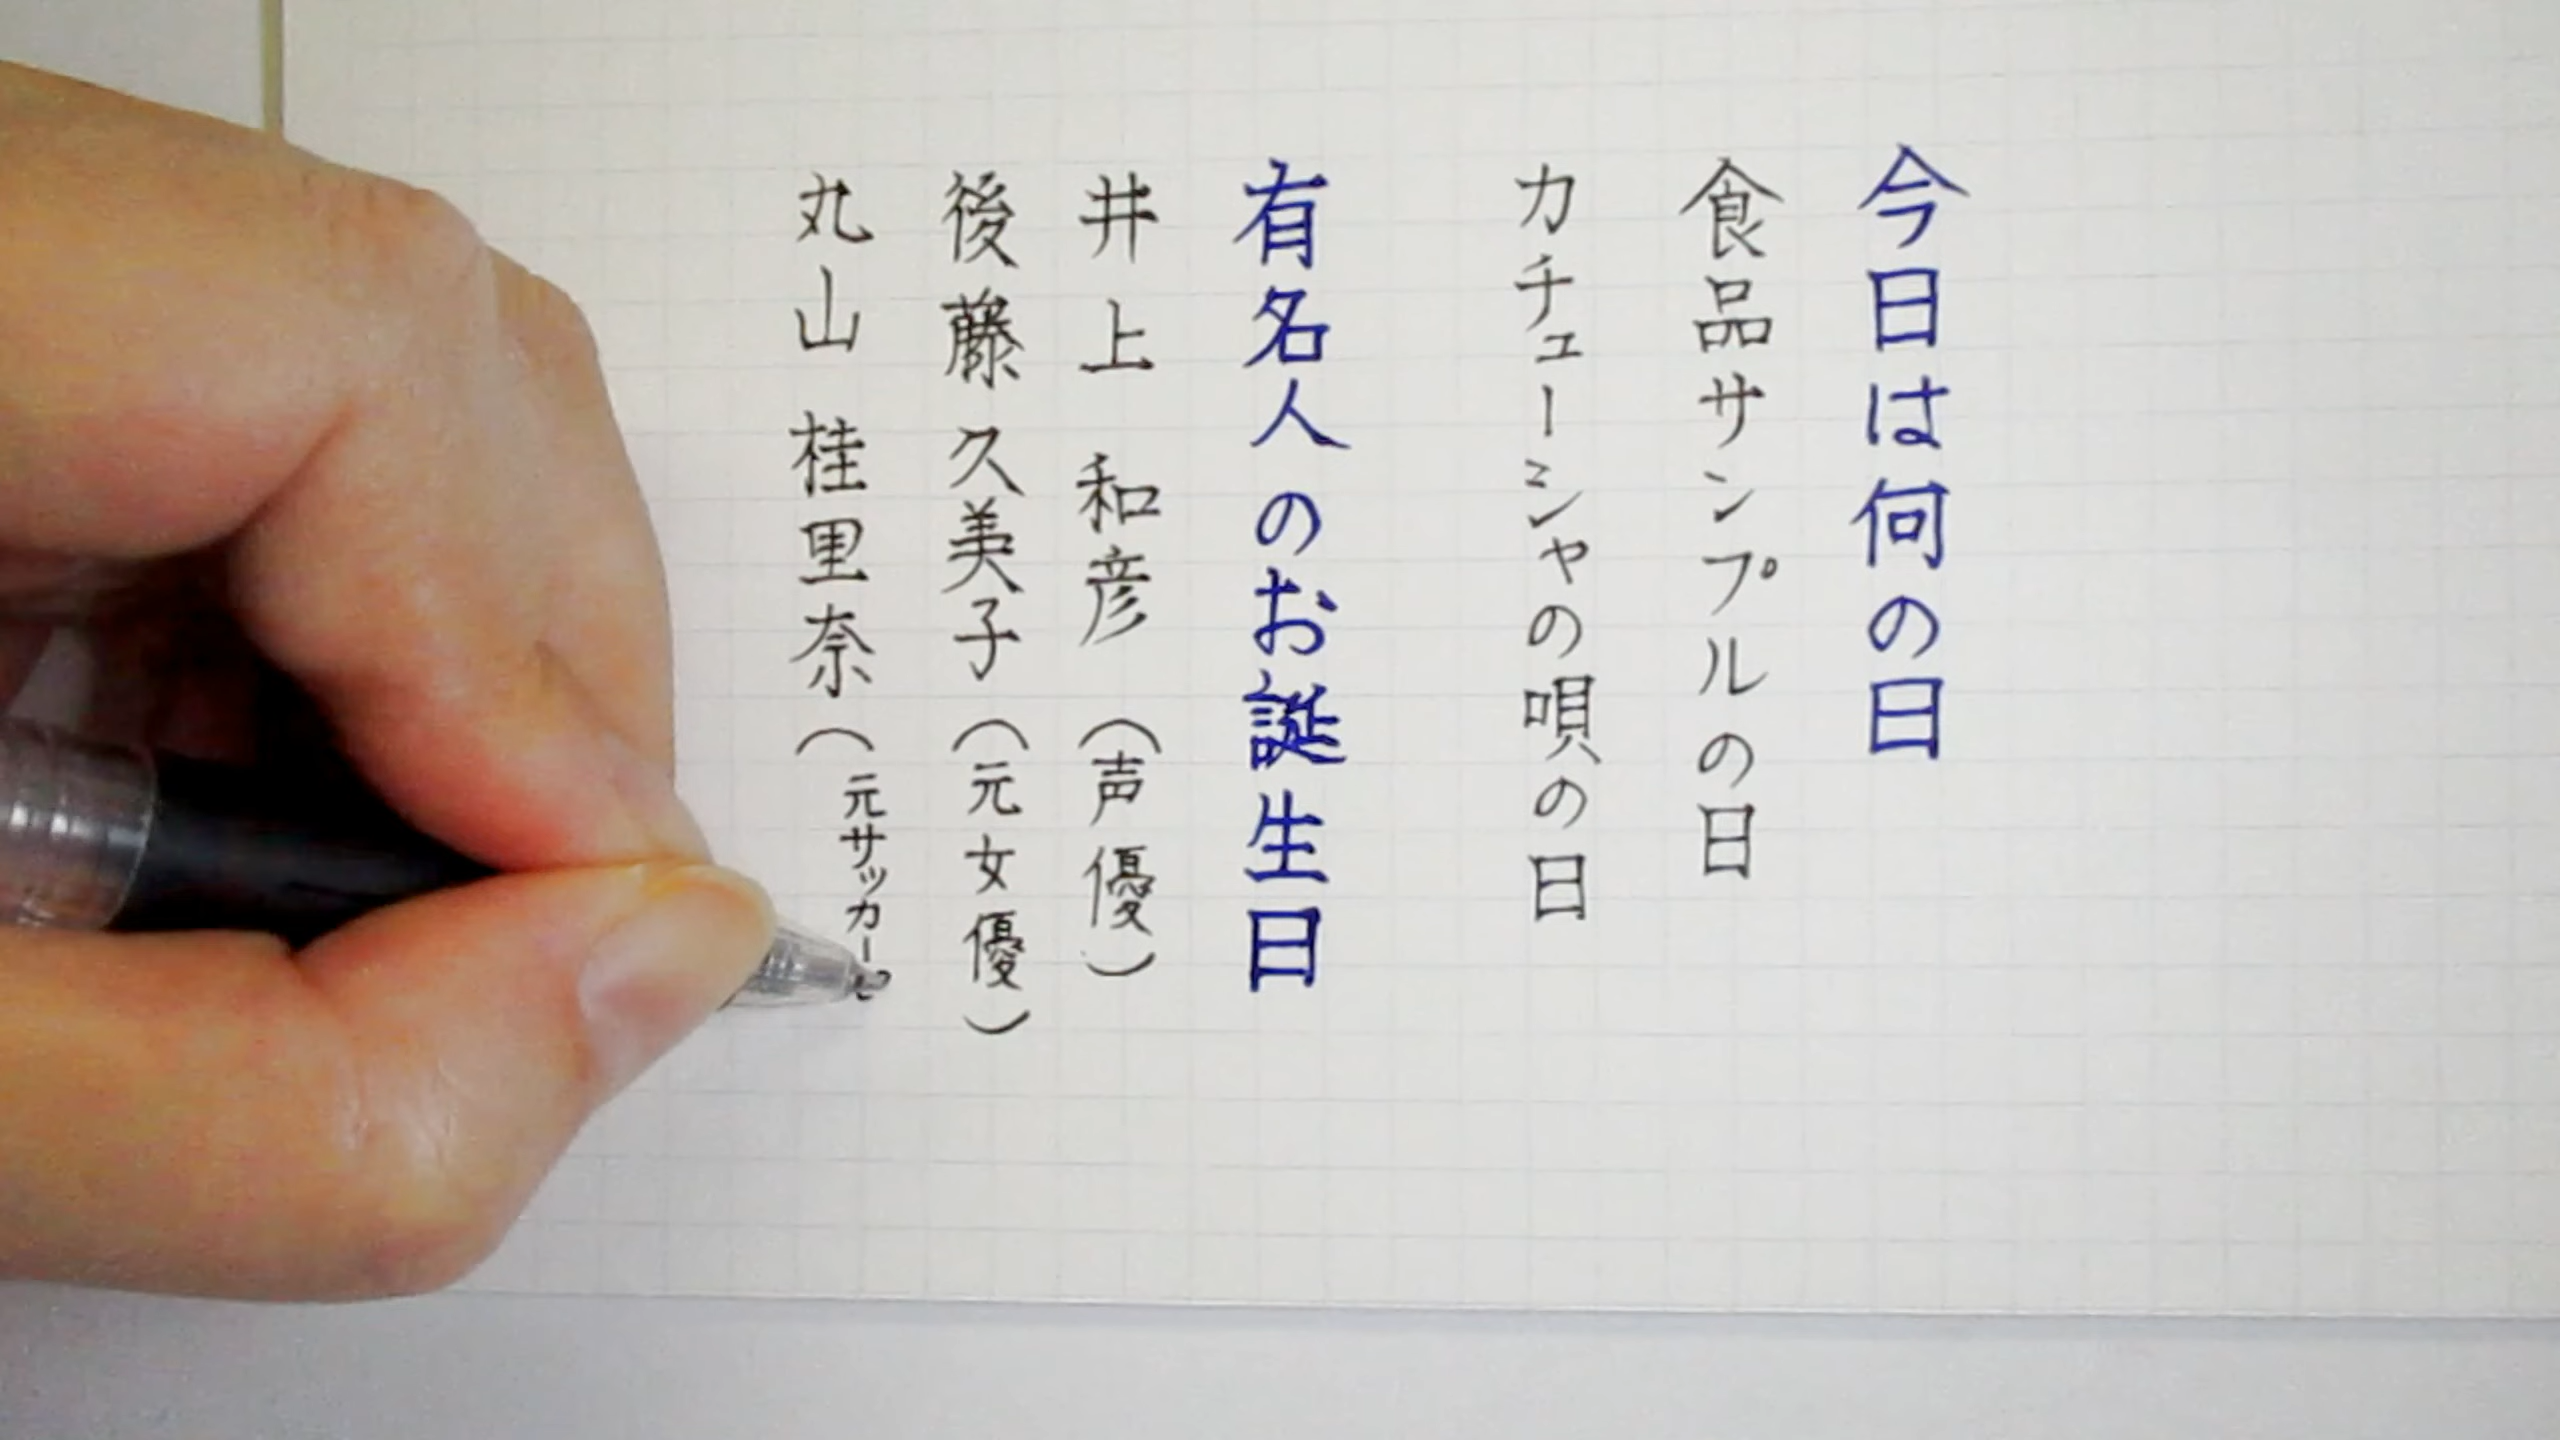 今日は何の日
食品サンプルの日
カチューシャの唄の日
有名人のお誕生日
井上 和彦 (声優)
後藤 久美子 (元女優)
丸山 桂里奈 (元サッカー